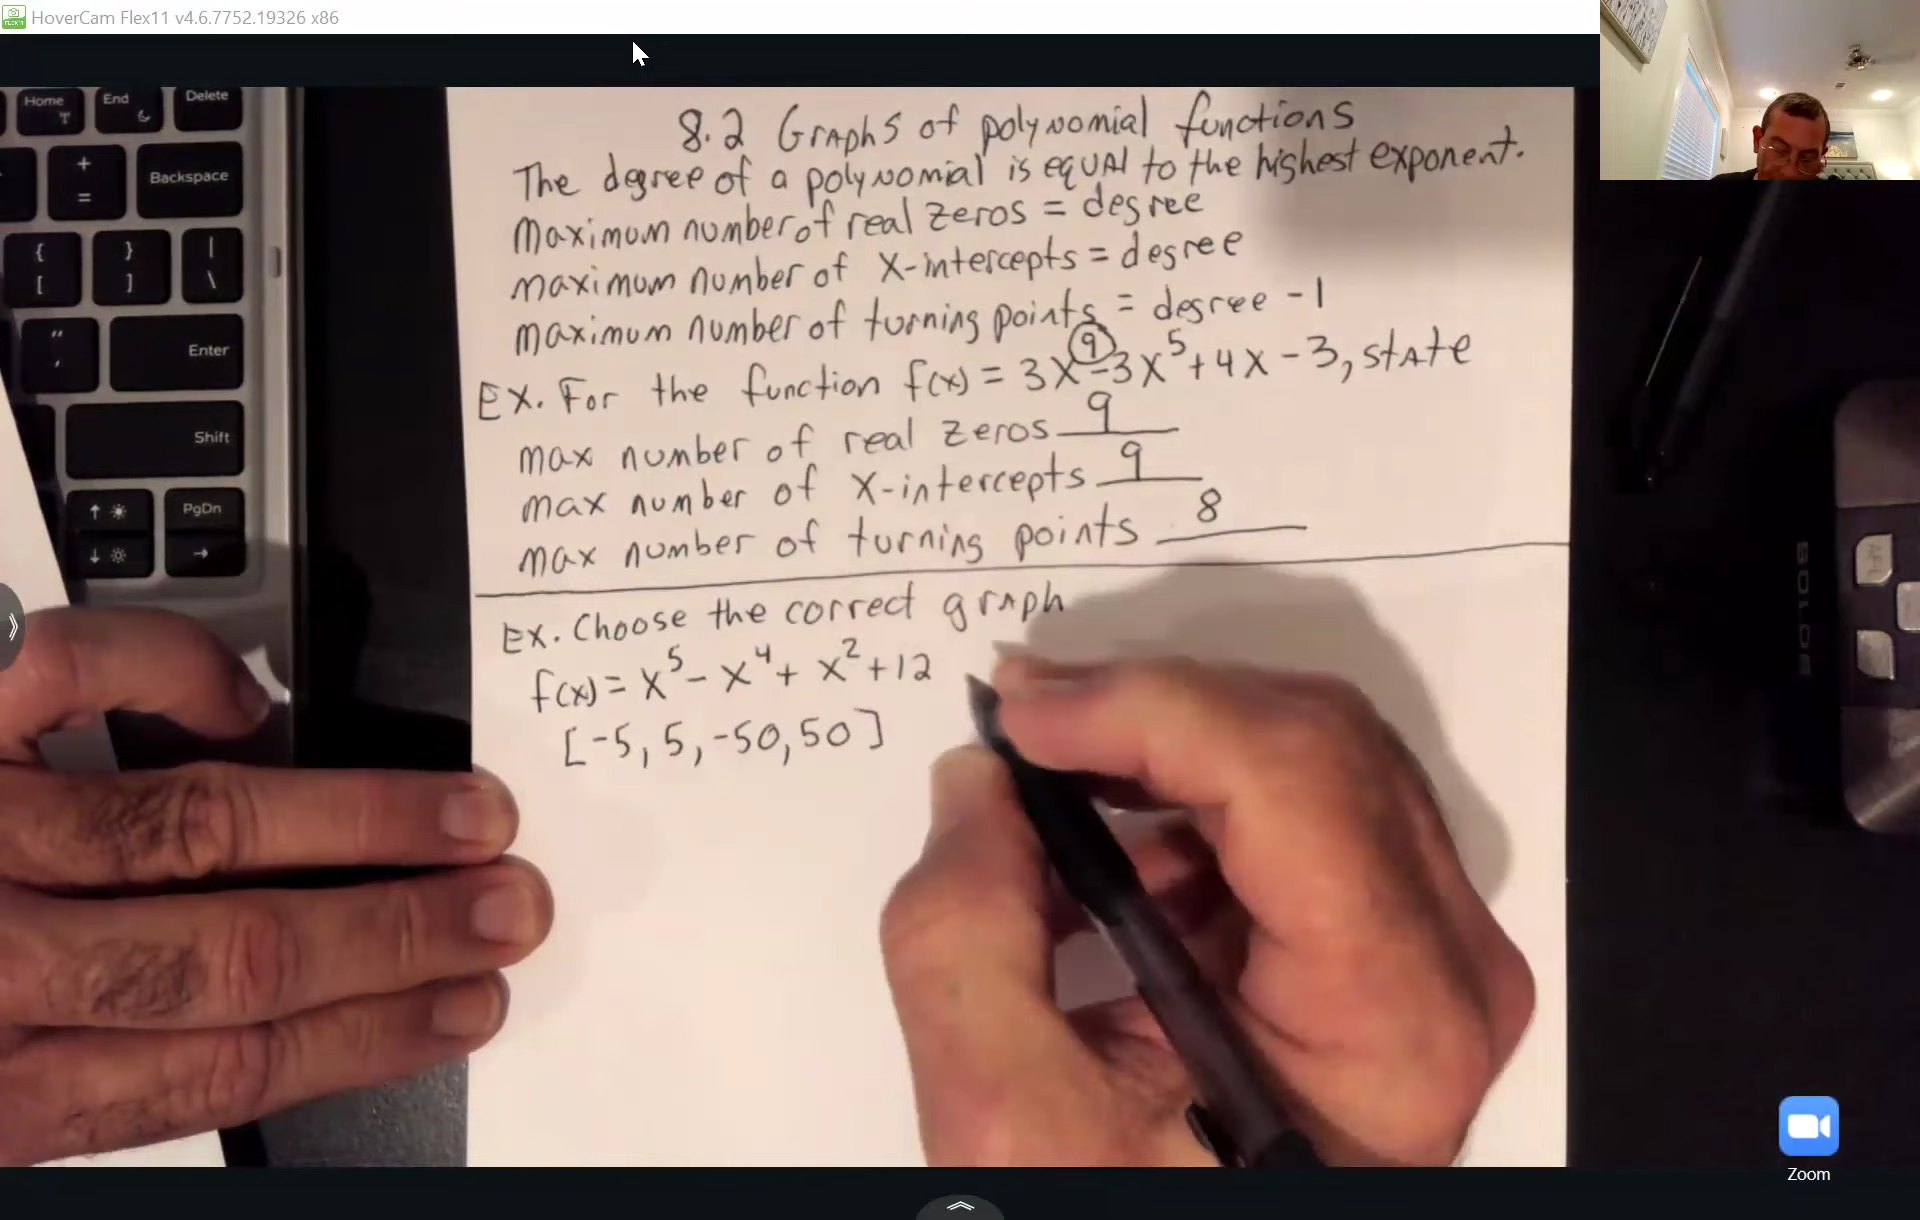 HoverCam Flex11 v4.6.7752.19326 x86
8.2 Graphs of polynomial functions
The degree of a polynomial is equal to the highest exponent.
Maximum number of real zeros = degree
maximum number of x-intercepts = degree
maximum number of turning points = degree -1
Ex. For the function f(x) = 3x⁹-3x⁵+4x-3, state
max number of real zeros 9
max number of x-intercepts 9
max number of turning points 8
Ex. Choose the correct graph
f(x) = x⁵ - x⁴ + x² + 12
[-5, 5, -50, 50]
Home
End
Delete
+
=
Backspace
{
[
}
]
|
\
"
,
Enter
Shift
↑
PgDn
↓
→
Zoom